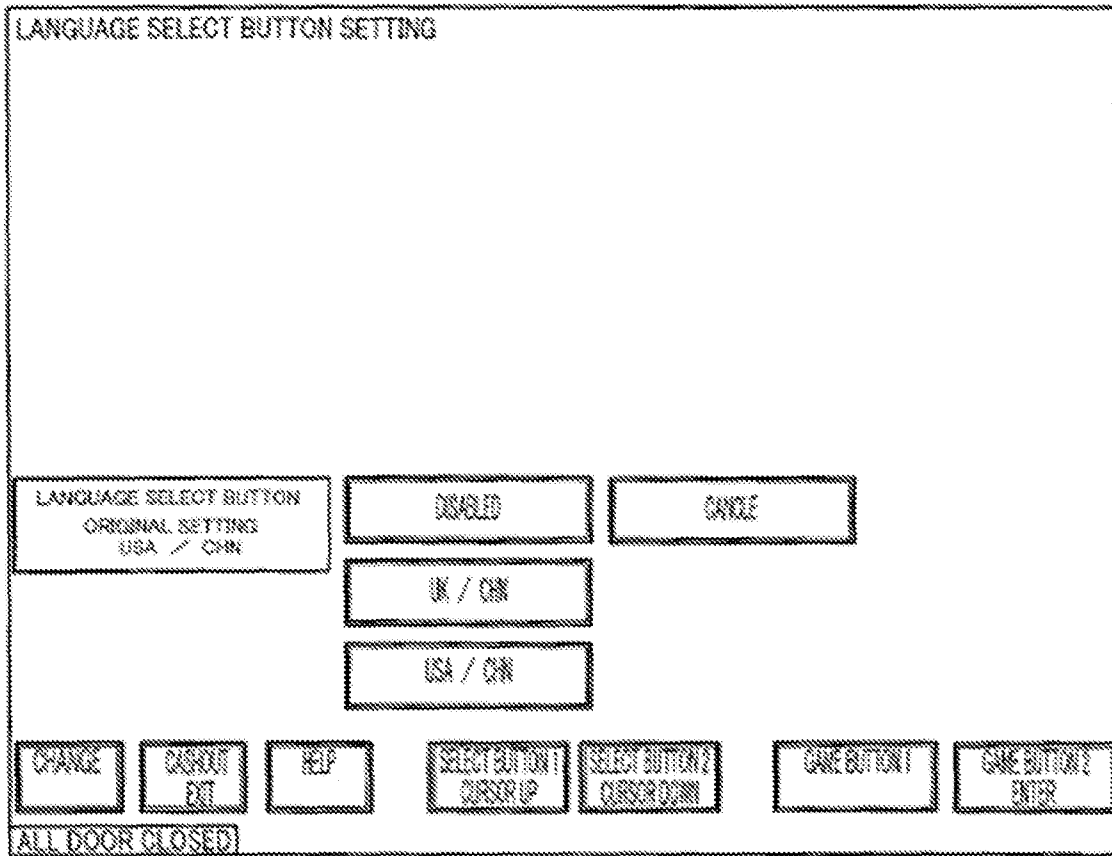 LANGUAGE SELECT BUTTON SETTING
LANGUAGE SELECT BUTTON
ORIGINAL SETTING
USA / CHN
DISABLED
CANCLE
UK / CHN
USA / CHN
CHANGE
CASHOUT
EXIT
HELP
SELECT BUTTON 1
CURSOR UP
SELECT BUTTON 2
CURSOR DOWN
GAME BUTTON 1
GAME BUTTON 2
ENTER
ALL DOOR CLOSED